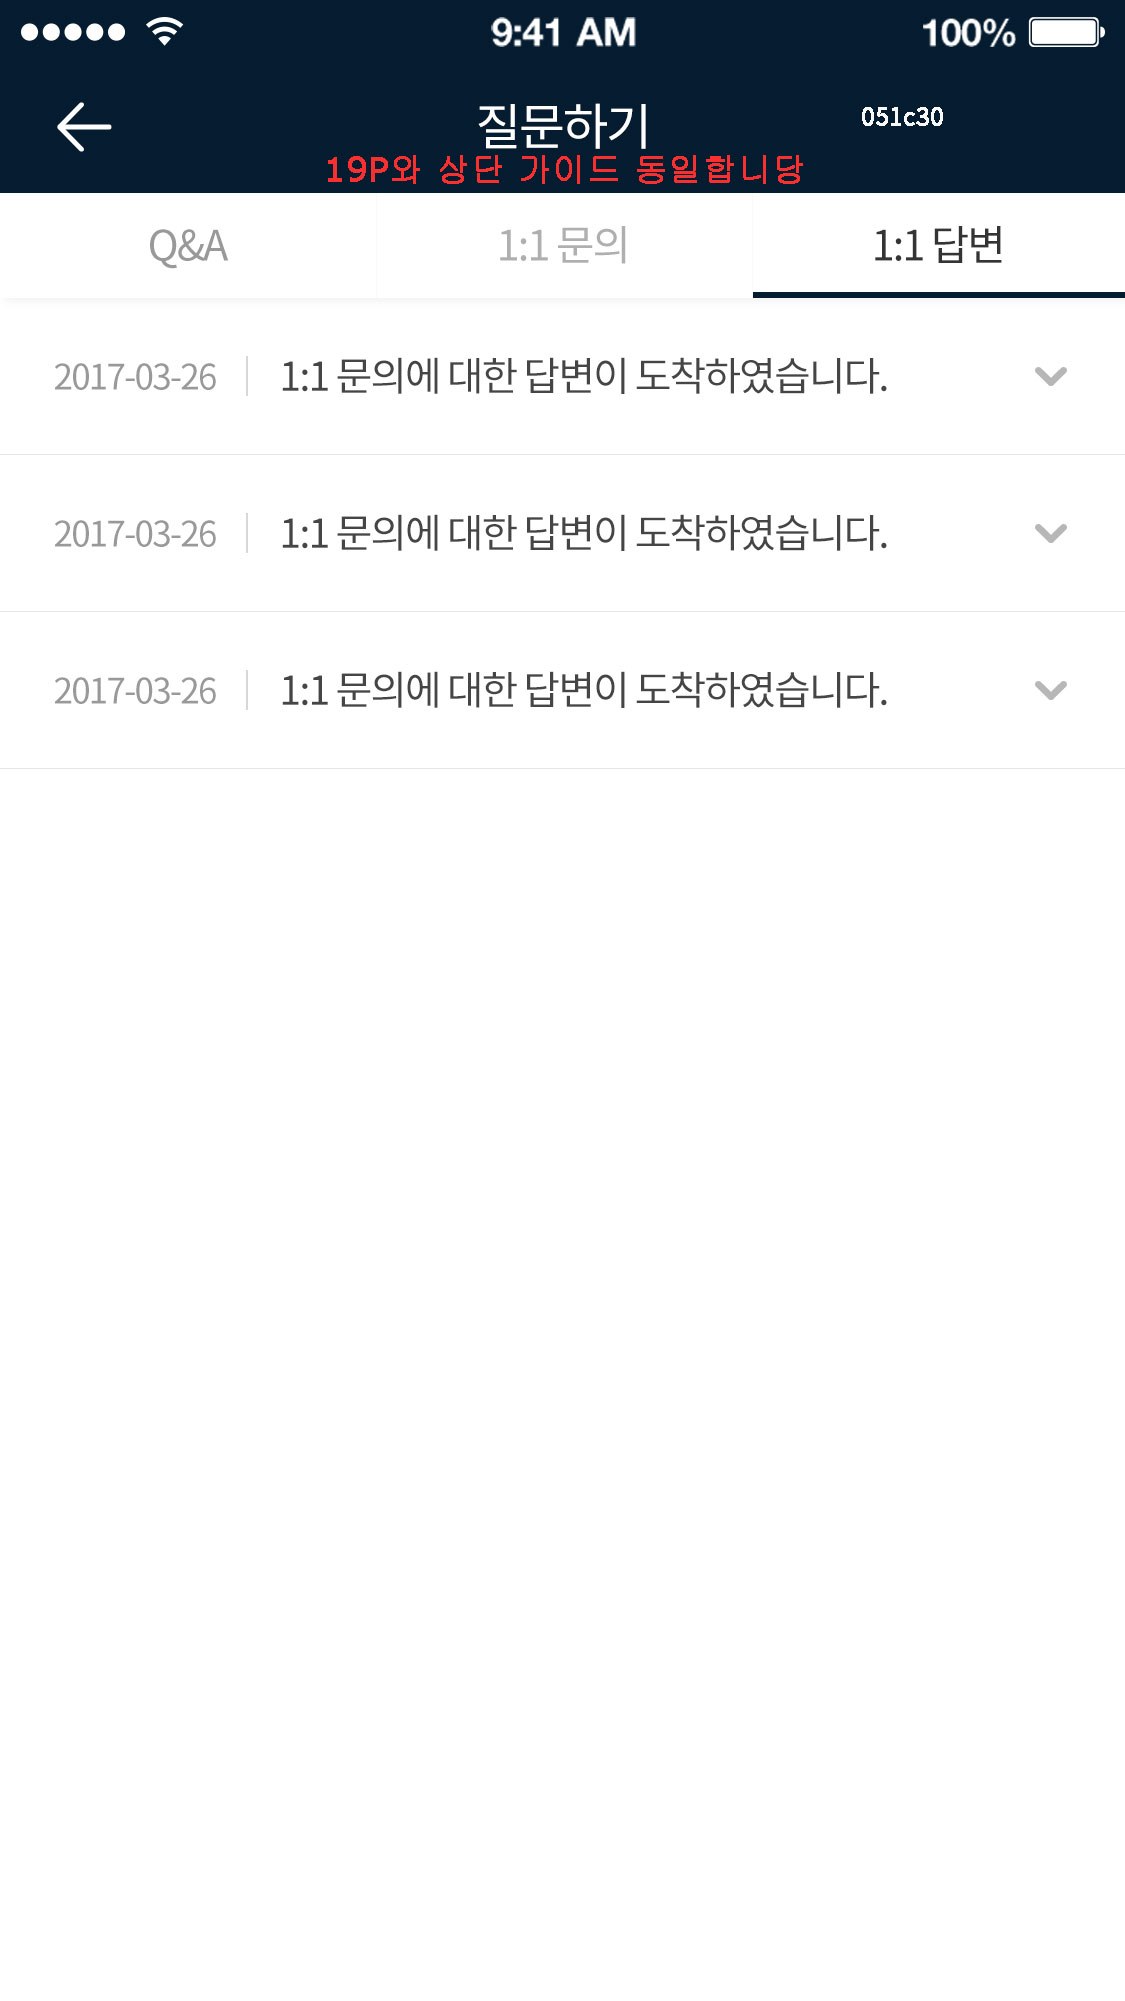 9:41 AM 100%
질문하기 051c30
19P와 상단 가이드 동일합니당
Q&A 1:1 문의 1:1 답변
2017-03-26 1:1 문의에 대한 답변이 도착하였습니다.
2017-03-26 1:1 문의에 대한 답변이 도착하였습니다.
2017-03-26 1:1 문의에 대한 답변이 도착하였습니다.